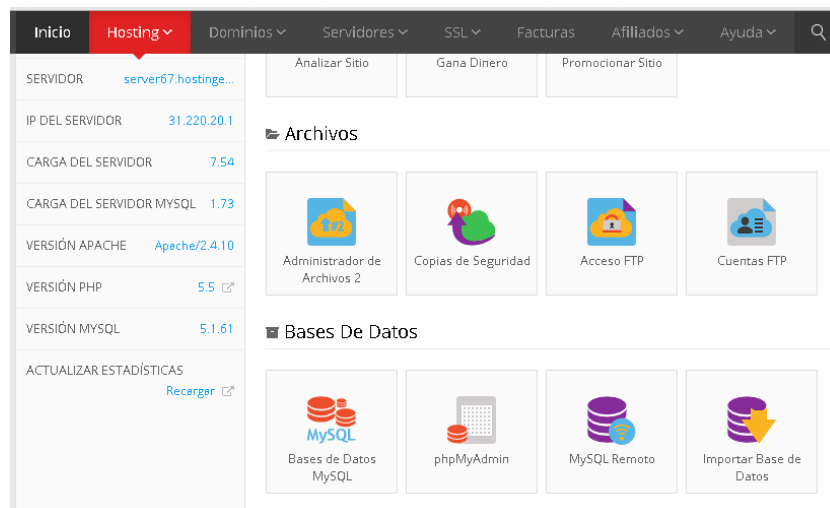 Inicio Hosting Dominios Servidores SSL Facturas Afiliados Ayuda
SERVIDOR server67.hostinge...
IP DEL SERVIDOR 31.220.20.1
CARGA DEL SERVIDOR 7.54
CARGA DEL SERVIDOR MYSQL 1.73
VERSIÓN APACHE Apache/2.4.10
VERSIÓN PHP 5.5
VERSIÓN MYSQL 5.1.61
ACTUALIZAR ESTADÍSTICAS
Recargar
Analizar Sitio Gana Dinero Promocionar Sitio
Archivos
#2
Administrador de
Archivos 2
Copias de Seguridad
Acceso FTP
Cuentas FTP
Bases De Datos
MySQL
Bases de Datos
MySQL
phpMyAdmin
MySQL Remoto
Importar Base de
Datos